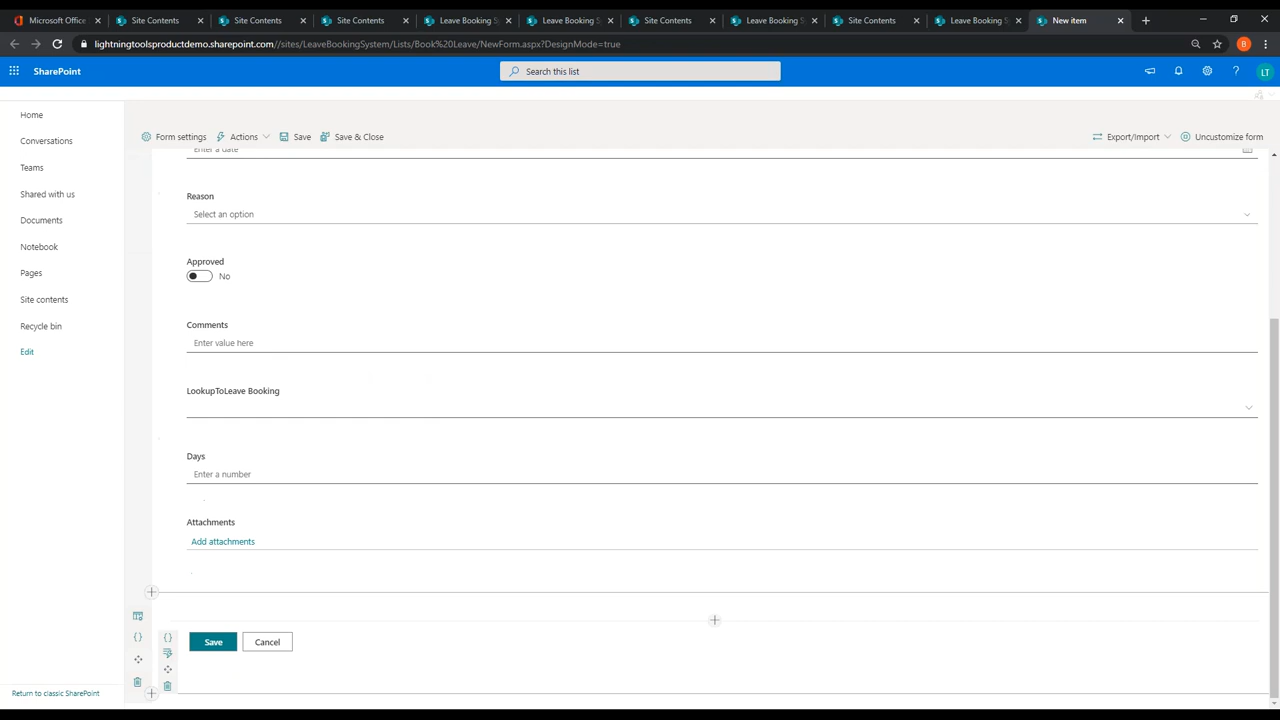 Microsoft Office
Site Contents
Site Contents
Site Contents
Leave Booking S
Leave Booking S
Site Contents
Leave Booking S
Site Contents
Leave Booking S
New item
lightningtoolsproductdemo.sharepoint.com//sites/LeaveBookingSystem/Lists/Book%20Leave/NewForm.aspx?DesignMode=true
B
SharePoint
Search this list
LT
Home
Conversations
Teams
Shared with us
Documents
Notebook
Pages
Site contents
Recycle bin
Edit
Return to classic SharePoint
Form settings
Actions
Save
Save & Close
Export/Import
Uncustomize form
Enter a date
Reason
Select an option
Approved
No
Comments
Enter value here
LookupToLeave Booking
Days
Enter a number
Attachments
Add attachments
Save
Cancel